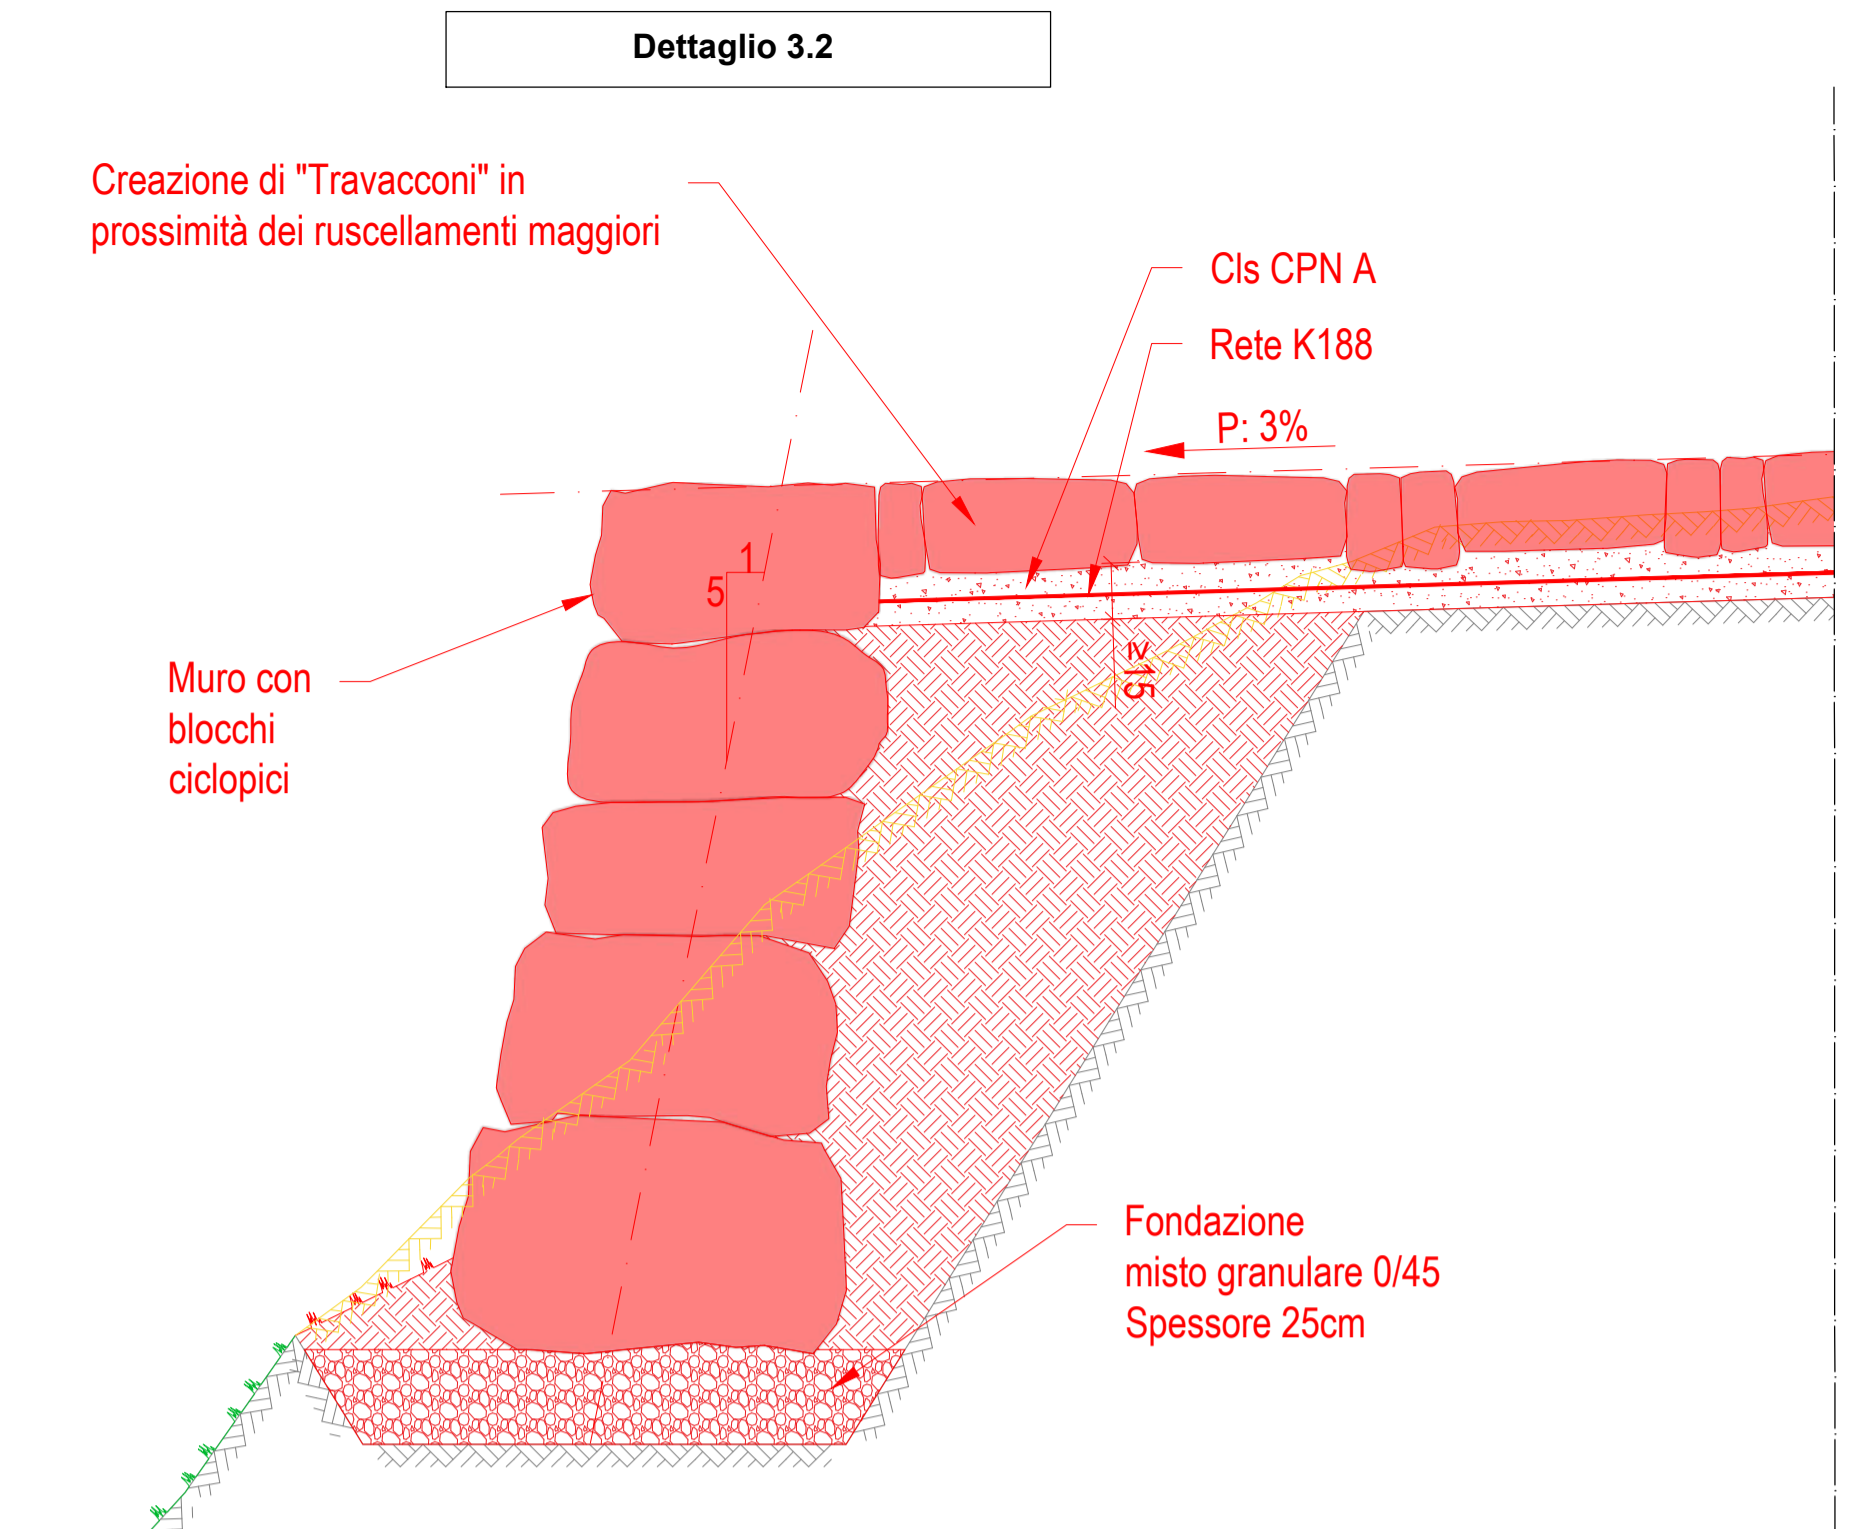 Dettaglio 3.2
Creazione di "Travacconi" in
prossimità dei ruscellamenti maggiori
Cls CPN A
Rete K188
P: 3%
1
5
≥15
Muro con
blocchi
ciclopici
Fondazione
misto granulare 0/45
Spessore 25cm